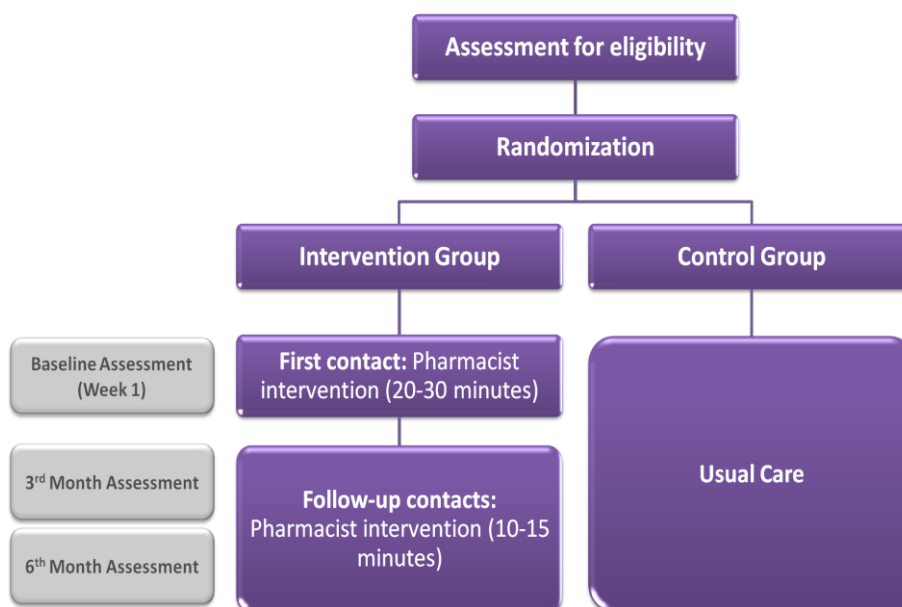 Assessment for eligibility
Randomization
Intervention Group
Control Group
Baseline Assessment
(Week 1)
First contact: Pharmacist
intervention (20-30 minutes)
3rd Month Assessment
6th Month Assessment
Follow-up contacts:
Pharmacist intervention (10-15
minutes)
Usual Care